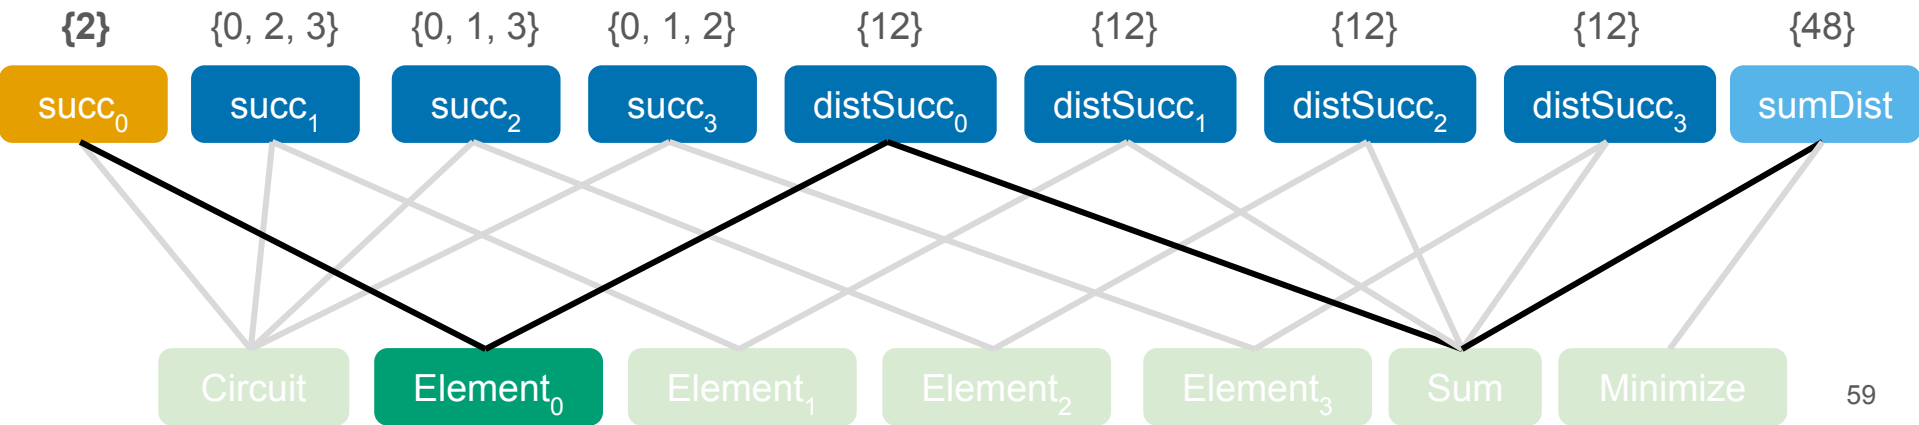 {2} {0, 2, 3} {0, 1, 3} {0, 1, 2} {12} {12} {12} {12} {48}
succ₀ succ₁ succ₂ succ₃ distSucc₀ distSucc₁ distSucc₂ distSucc₃ sumDist
Circuit Element₀ Element₁ Element₂ Element₃ Sum Minimize 59